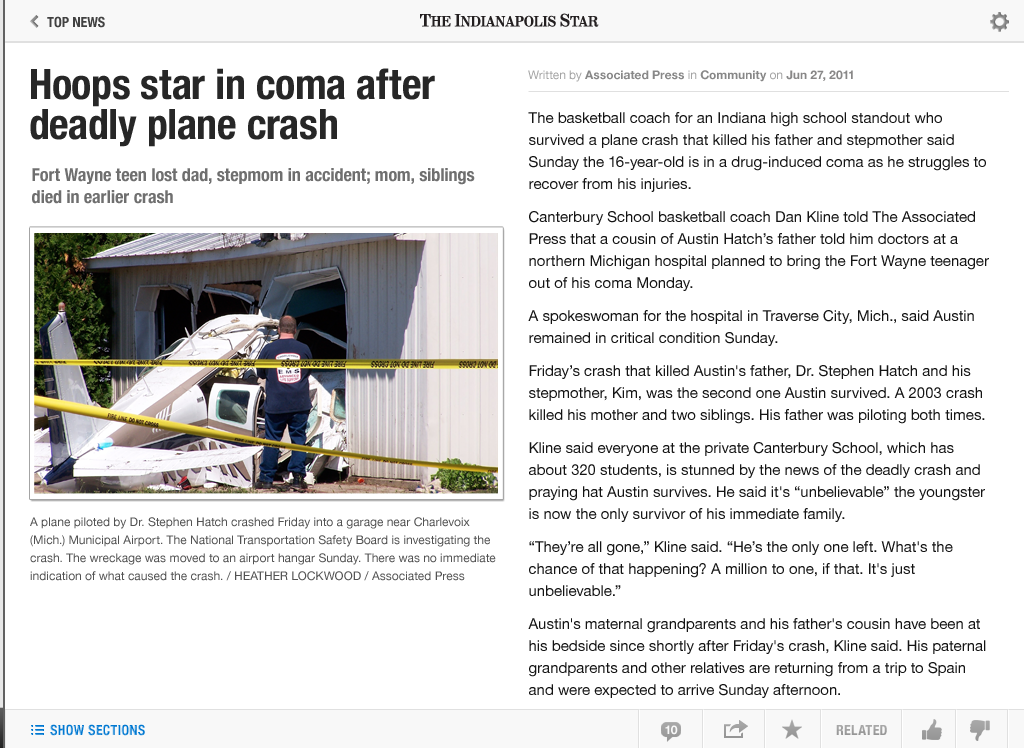 TOP NEWS
THE INDIANAPOLIS STAR
Hoops star in coma after
deadly plane crash
Fort Wayne teen lost dad, stepmom in accident; mom, siblings
died in earlier crash
FIRE LINE DO NOT CROSS
EMS
A plane piloted by Dr. Stephen Hatch crashed Friday into a garage near Charlevoix
(Mich.) Municipal Airport. The National Transportation Safety Board is investigating the
crash. The wreckage was moved to an airport hangar Sunday. There was no immediate
indication of what caused the crash. / HEATHER LOCKWOOD / Associated Press
Written by Associated Press in Community on Jun 27, 2011
The basketball coach for an Indiana high school standout who
survived a plane crash that killed his father and stepmother said
Sunday the 16-year-old is in a drug-induced coma as he struggles to
recover from his injuries.
Canterbury School basketball coach Dan Kline told The Associated
Press that a cousin of Austin Hatch’s father told him doctors at a
northern Michigan hospital planned to bring the Fort Wayne teenager
out of his coma Monday.
A spokeswoman for the hospital in Traverse City, Mich., said Austin
remained in critical condition Sunday.
Friday’s crash that killed Austin's father, Dr. Stephen Hatch and his
stepmother, Kim, was the second one Austin survived. A 2003 crash
killed his mother and two siblings. His father was piloting both times.
Kline said everyone at the private Canterbury School, which has
about 320 students, is stunned by the news of the deadly crash and
praying hat Austin survives. He said it's “unbelievable” the youngster
is now the only survivor of his immediate family.
“They’re all gone,” Kline said. “He’s the only one left. What's the
chance of that happening? A million to one, if that. It's just
unbelievable.”
Austin's maternal grandparents and his father's cousin have been at
his bedside since shortly after Friday's crash, Kline said. His paternal
grandparents and other relatives are returning from a trip to Spain
and were expected to arrive Sunday afternoon.
SHOW SECTIONS
10
RELATED